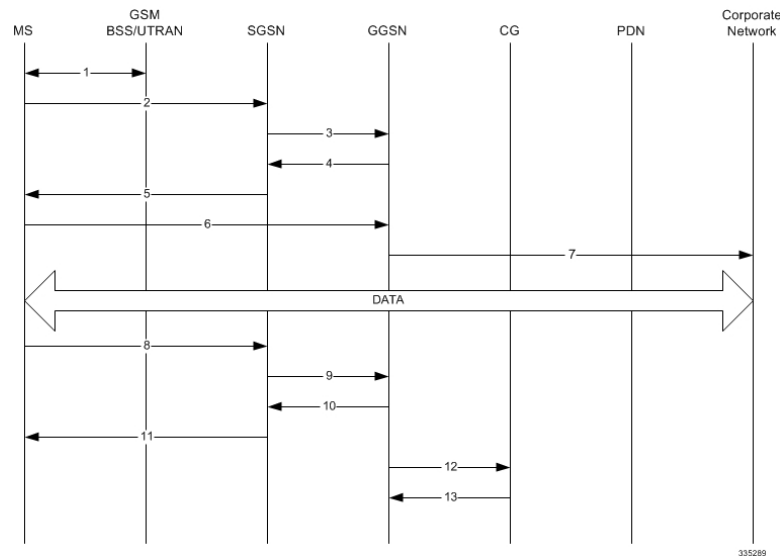 MS
GSM
BSS/UTRAN
SGSN
GGSN
CG
PDN
Corporate
Network
1
2
3
4
5
6
7
DATA
8
9
10
11
12
13
335289